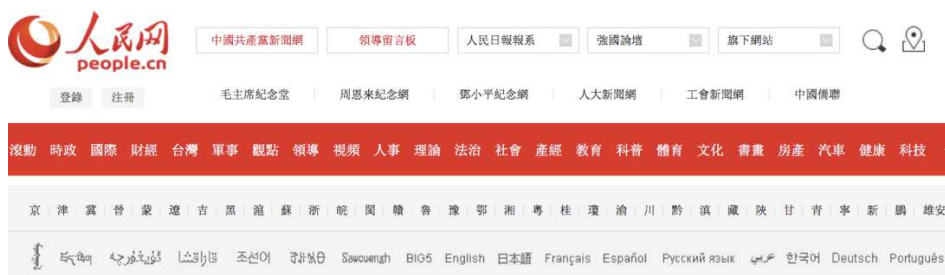 人民网 中國共產黨新聞網 領導留言板 人民日報報系 強國論壇 旗下網站
people.cn
登錄 注冊 毛主席紀念堂 周恩來紀念網 鄧小平紀念網 人大新聞網 工會新聞網 中國僑聯
滾動 時政 國際 財經 台灣 軍事 觀點 領導 視頻 人事 理論 法治 社會 產經 教育 科普 體育 文化 書畫 房產 汽車 健康 科技
京 津 冀 晉 蒙 遼 吉 黑 滬 蘇 浙 皖 閩 贛 魯 豫 鄂 湘 粵 桂 瓊 渝 川 黔 滇 藏 陝 甘 青 寧 新 鵬 雄安
ئۇيغۇرچە قازاقشا 조선어 Sawcuengh BIG5 English 日本語 Français Español Русский язык عربي 한국어 Deutsch Português